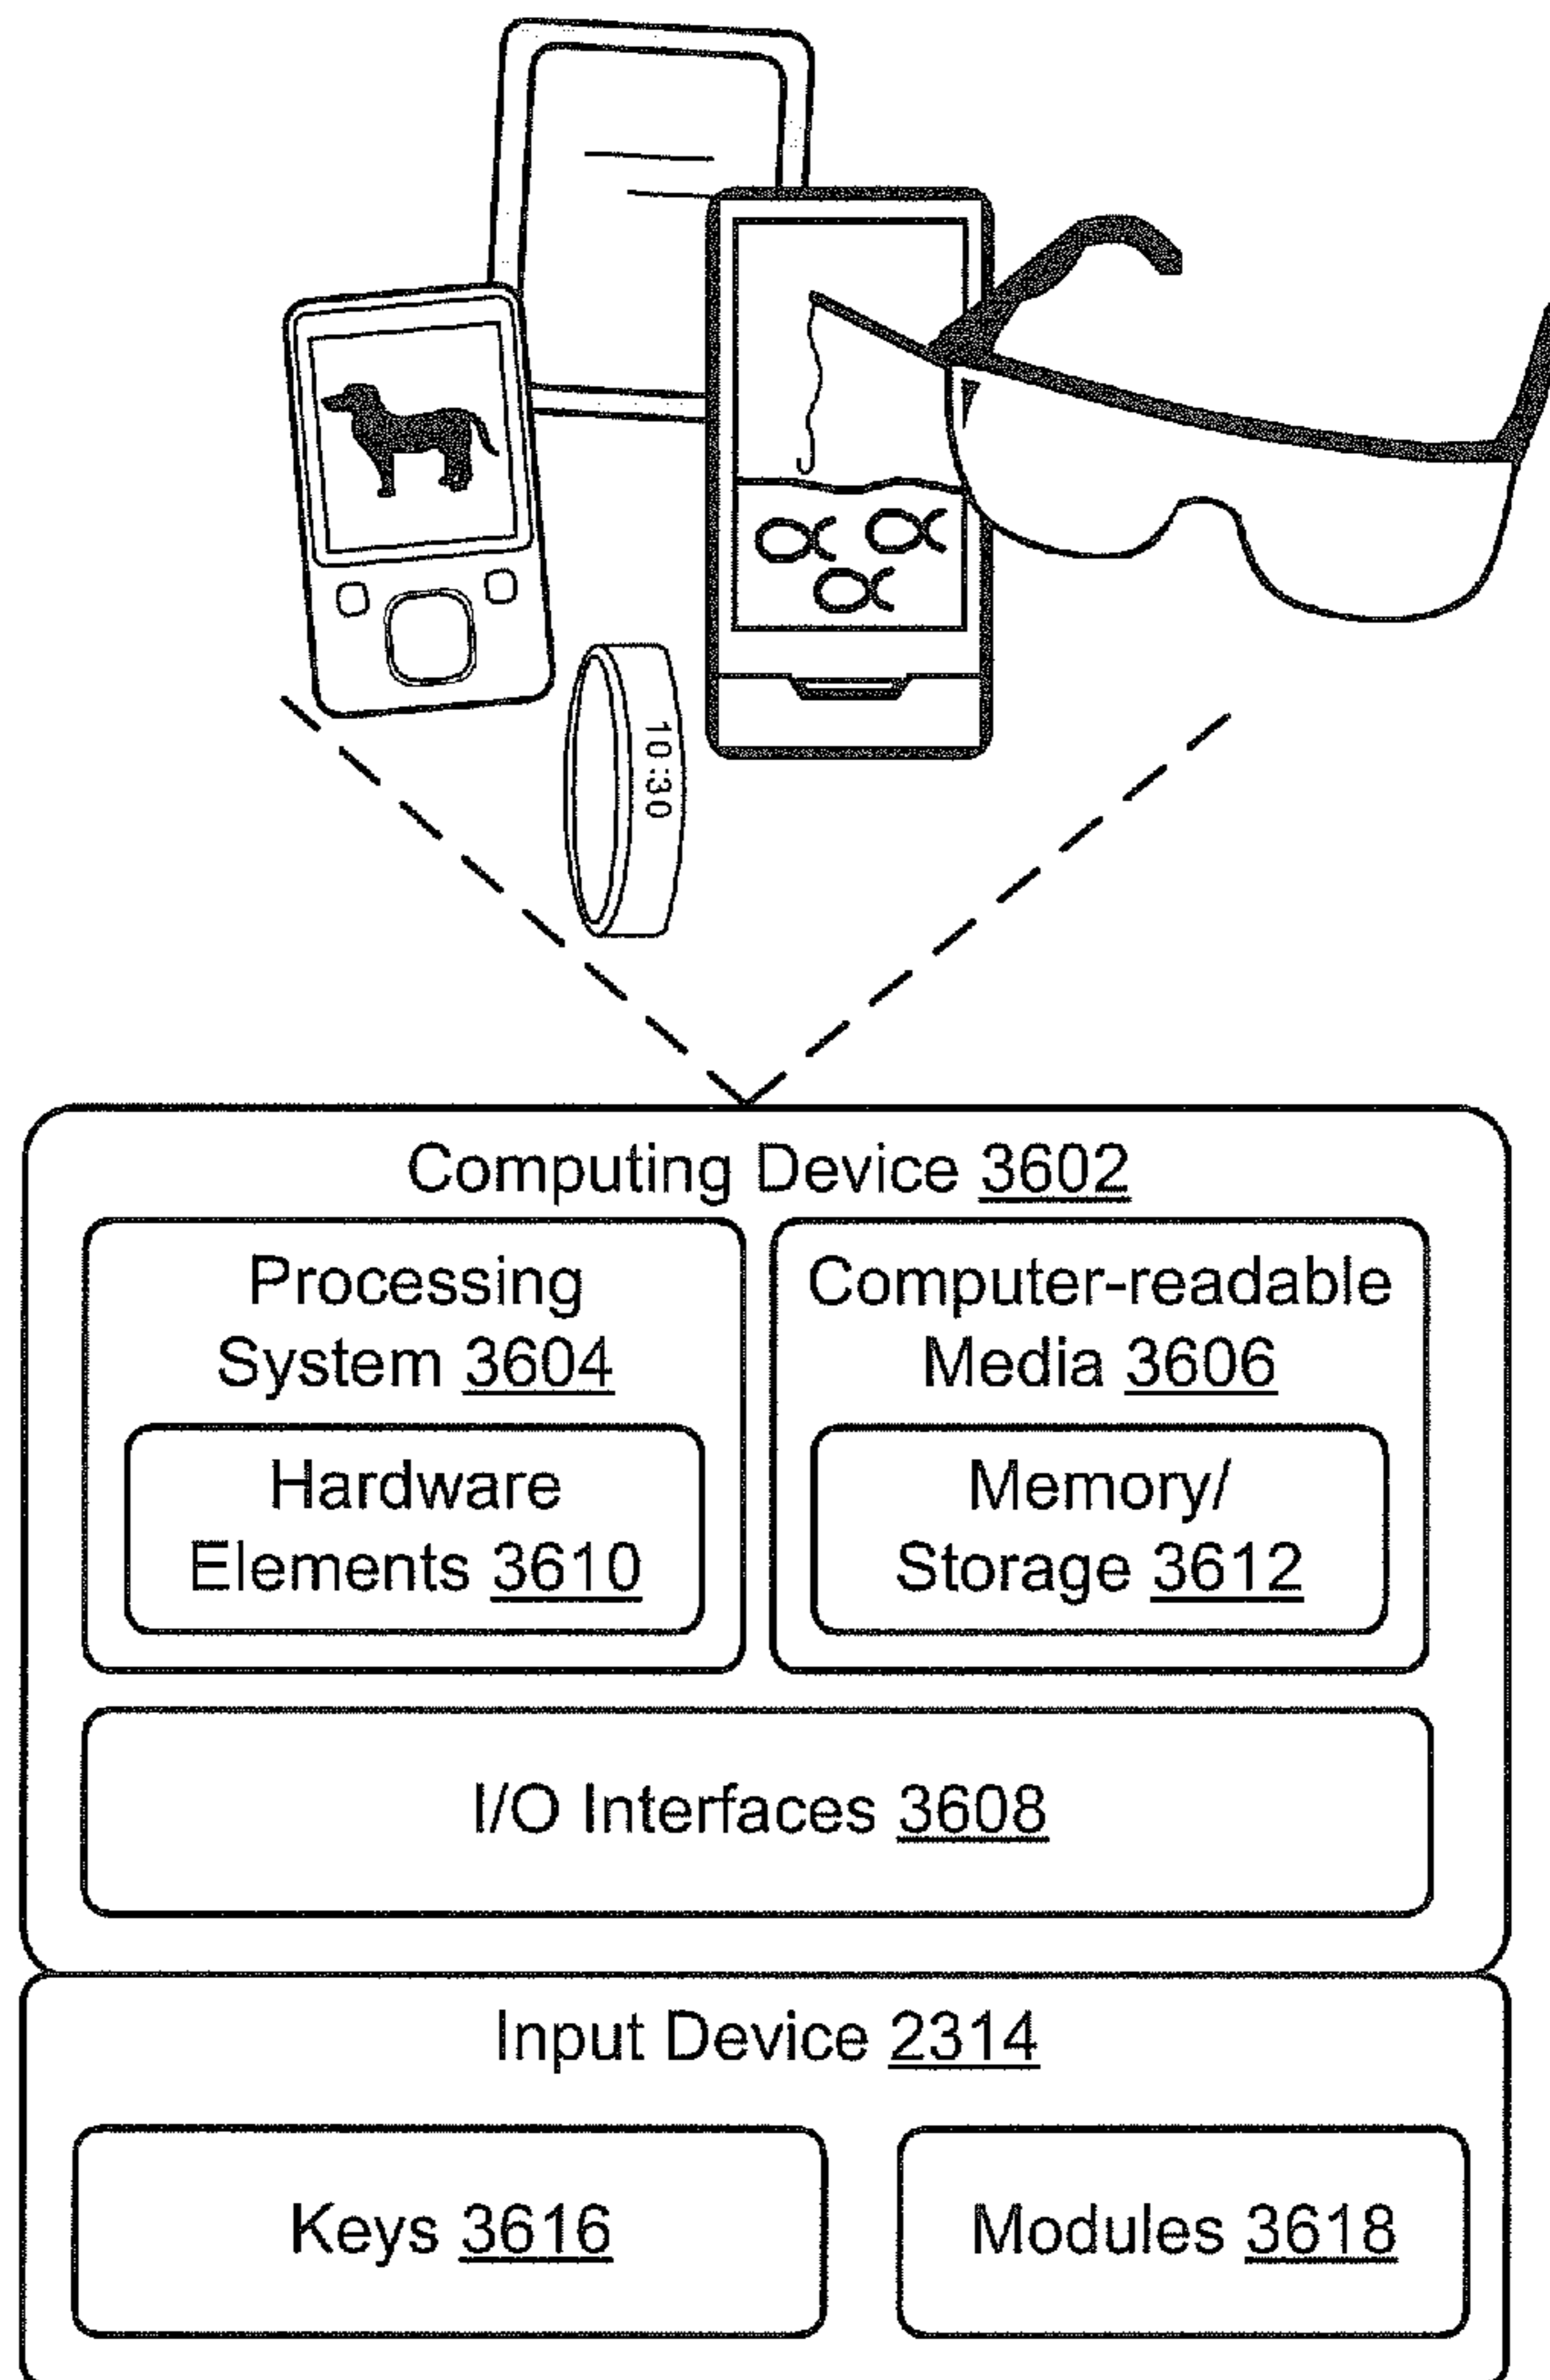 10:30
Computing Device 3602
Processing
System 3604
Hardware
Elements 3610
Computer-readable
Media 3606
Memory/
Storage 3612
I/O Interfaces 3608
Input Device 2314
Keys 3616
Modules 3618